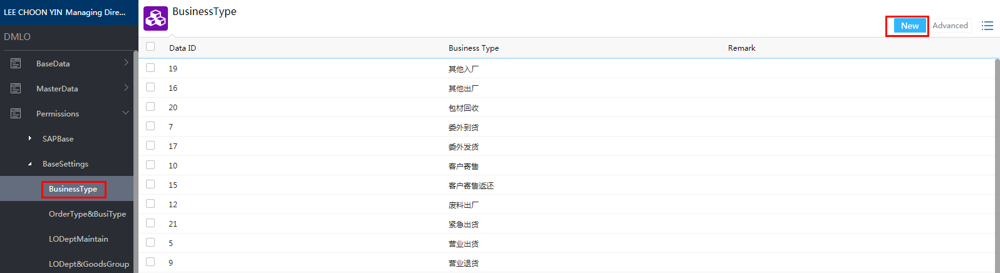 LEE CHOON YIN Managing Dire...
DMLO
BaseData
MasterData
Permissions
SAPBase
BaseSettings
BusinessType
OrderType&BusiType
LODeptMaintain
LODept&GoodsGroup
BusinessType
New Advanced
Data ID Business Type Remark
19 其他入厂
16 其他出厂
20 包材回收
7 委外到货
17 委外发货
10 客户寄售
15 客户寄售返还
12 废料出厂
21 紧急出货
5 营业出货
9 营业退货